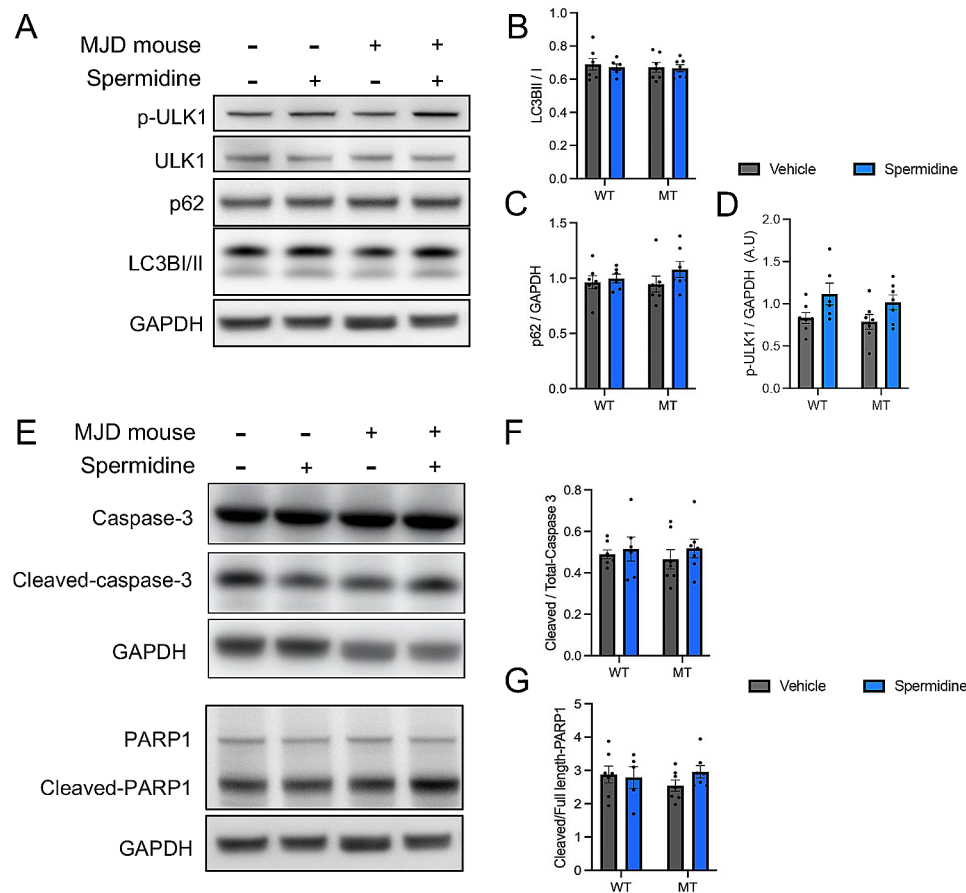 A
MJD mouse - - + +
Spermidine - + - +
p-ULK1
ULK1
p62
LC3BI/II
GAPDH
B
LC3BII / I
1.0
0.8
0.6
0.4
0.2
0.0
WT MT
Vehicle Spermidine
C
p62 / GAPDH
1.5
1.0
0.5
0.0
WT MT
D
p-ULK1 / GAPDH (A.U)
2.0
1.5
1.0
0.5
0.0
WT MT
E
MJD mouse - - + +
Spermidine - + - +
Caspase-3
Cleaved-caspase-3
GAPDH
PARP1
Cleaved-PARP1
GAPDH
F
Cleaved / Total-Caspase 3
0.8
0.6
0.4
0.2
0.0
WT MT
G
Vehicle Spermidine
Cleaved/Full length-PARP1
5
4
3
2
1
0
WT MT